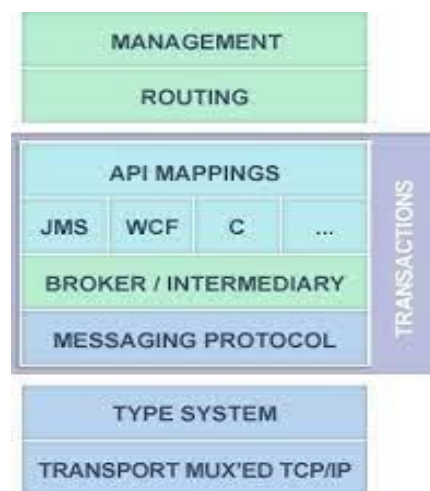 MANAGEMENT
ROUTING
API MAPPINGS
JMS WCF C ...
BROKER / INTERMEDIARY
MESSAGING PROTOCOL
TRANSACTIONS
TYPE SYSTEM
TRANSPORT MUX'ED TCP/IP